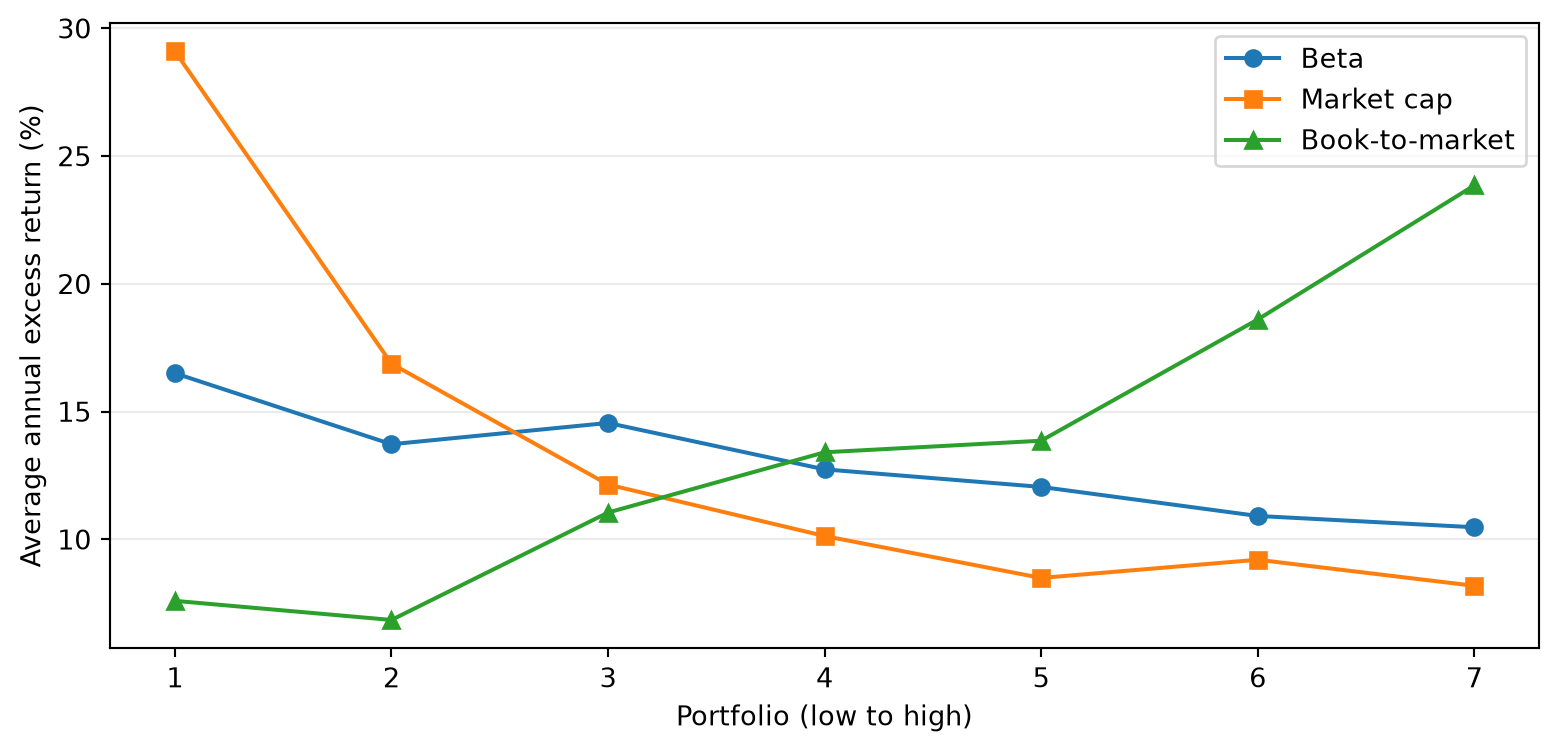 30
25
20
15
10
Average annual excess return (%)
Beta
Market cap
Book-to-market
1 2 3 4 5 6 7
Portfolio (low to high)